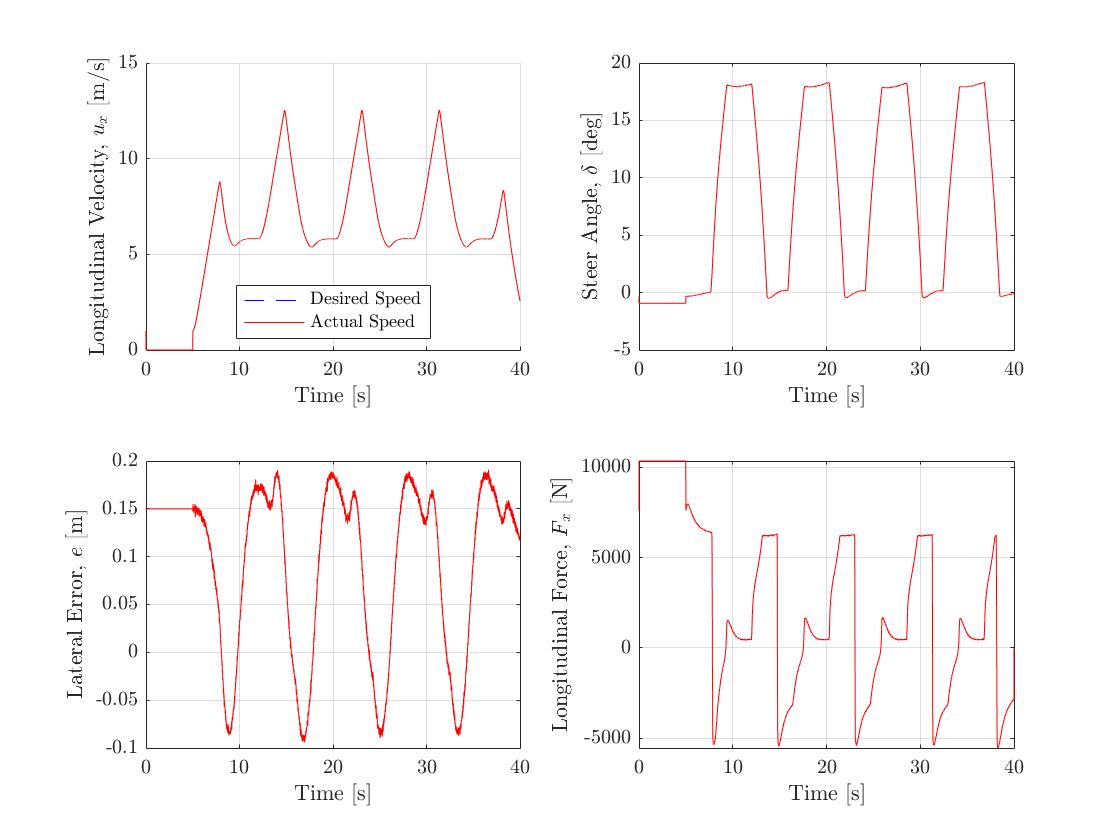 Longitudinal Velocity, u_x [m/s]
15
10
5
0
Desired Speed
Actual Speed
0 10 20 30 40
Time [s]
Steer Angle, δ [deg]
20
15
10
5
0
-5
0 10 20 30 40
Time [s]
Lateral Error, e [m]
0.2
0.15
0.1
0.05
0
-0.05
-0.1
0 10 20 30 40
Time [s]
Longitudinal Force, F_x [N]
10000
5000
0
-5000
0 10 20 30 40
Time [s]